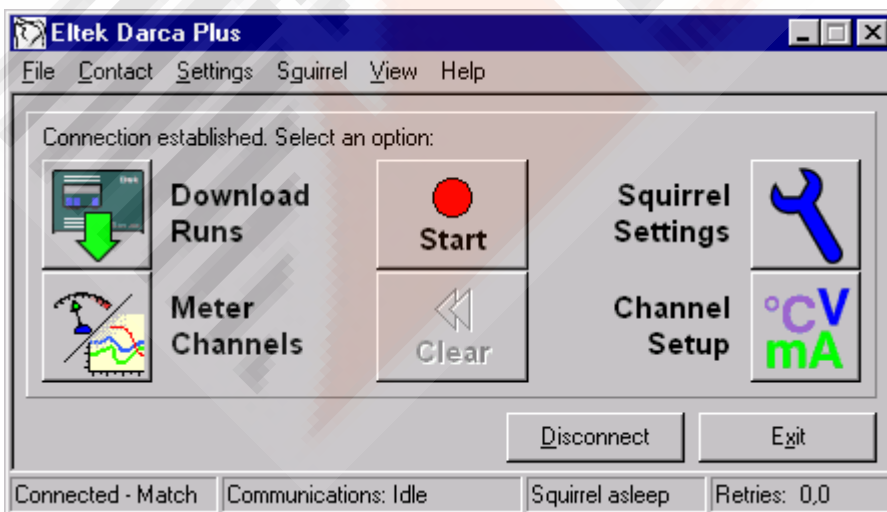 Eltek Darca Plus
File Contact Settings Squirrel View Help
Connection established. Select an option:
Download
Runs
Start
Squirrel
Settings
Meter
Channels
Clear
Channel
Setup
°CV
mA
Disconnect
Exit
Connected - Match Communications: Idle Squirrel asleep Retries: 0,0